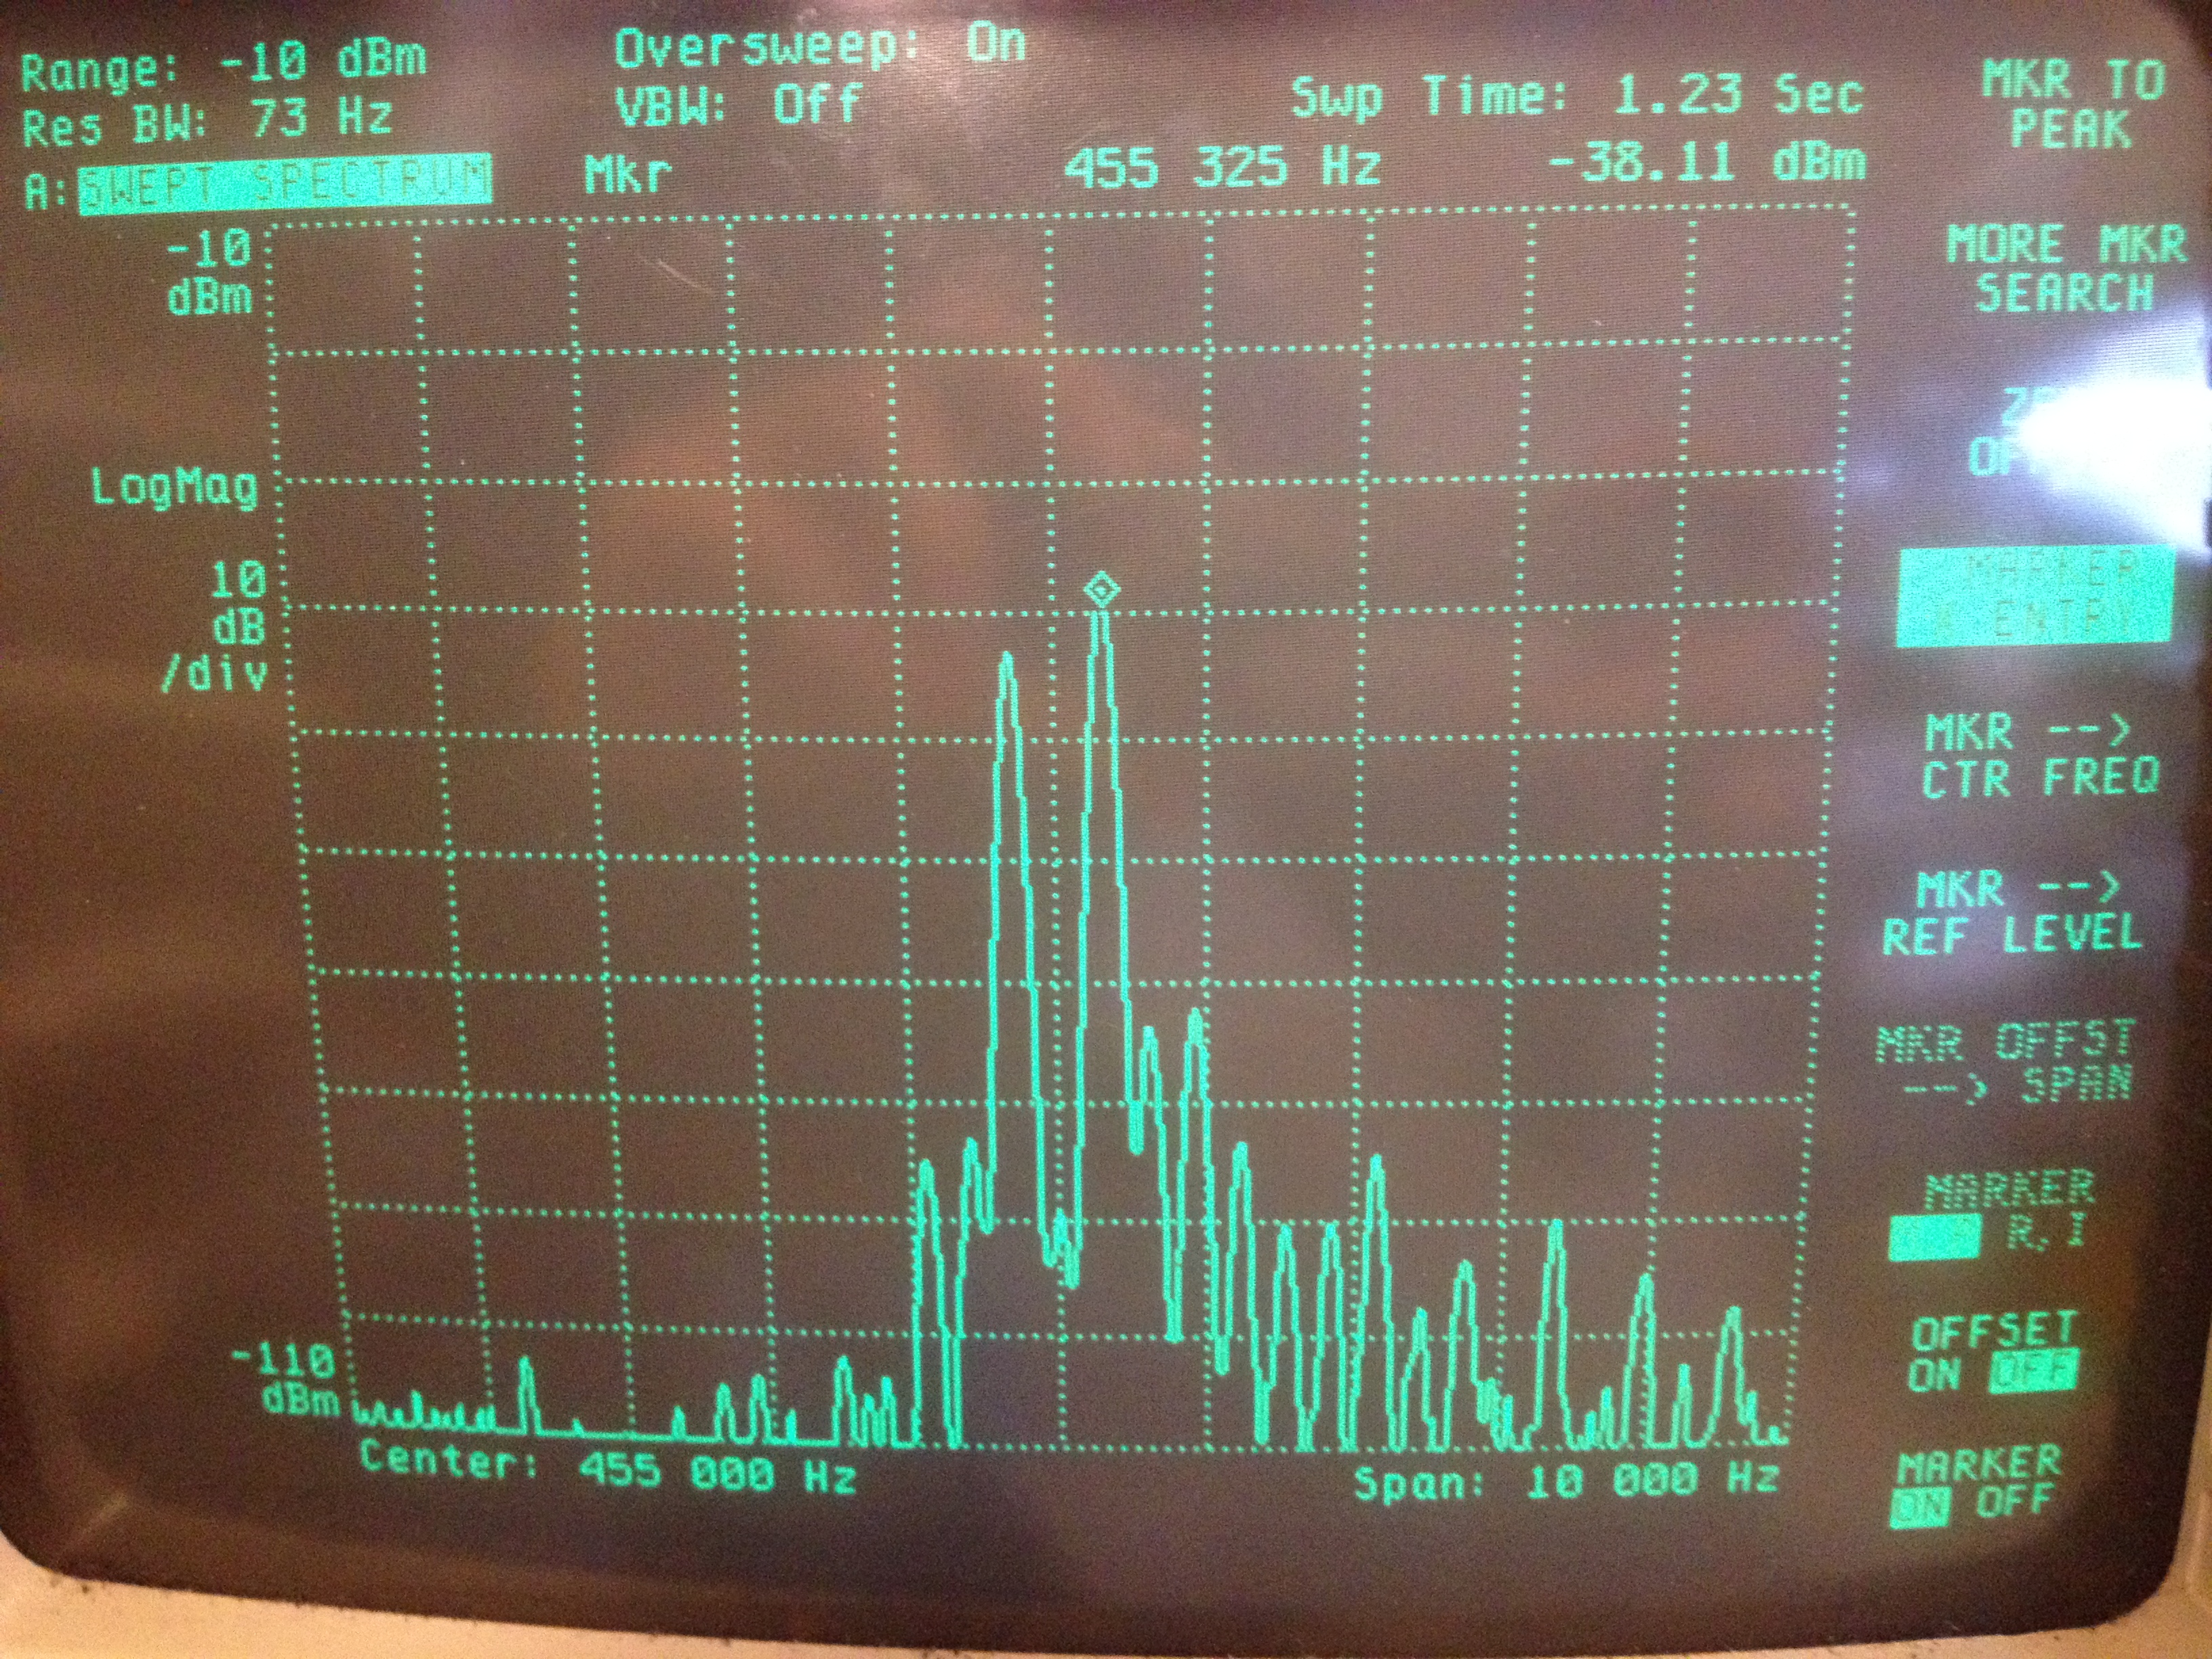 Range: -10 dBm
Oversweep: On
Res BW: 73 Hz
VBW: Off
Swp Time: 1.23 Sec
A: SWEPT SPECTRUM
Mkr
455 325 Hz
-38.11 dBm
-10
dBm
LogMag
10
dB
/div
-110
dBm
Center: 455 000 Hz
Span: 10 000 Hz
MKR TO
PEAK
MORE MKR
SEARCH
MARKER
ENTRY
MKR -->
CTR FREQ
MKR -->
REF LEVEL
MKR OFFST
--> SPAN
MARKER
R,I
OFFSET
ON OFF
MARKER
ON OFF